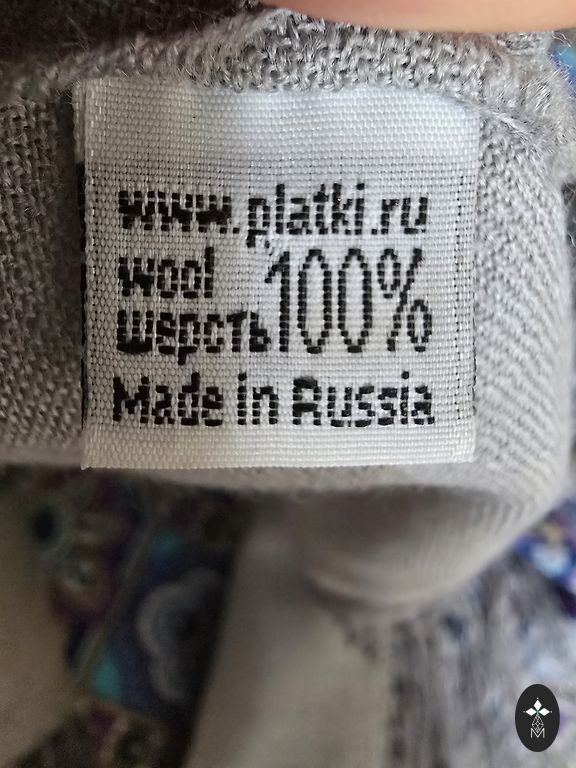 www.platki.ru
wool 100%
шерсть
Made in Russia
M